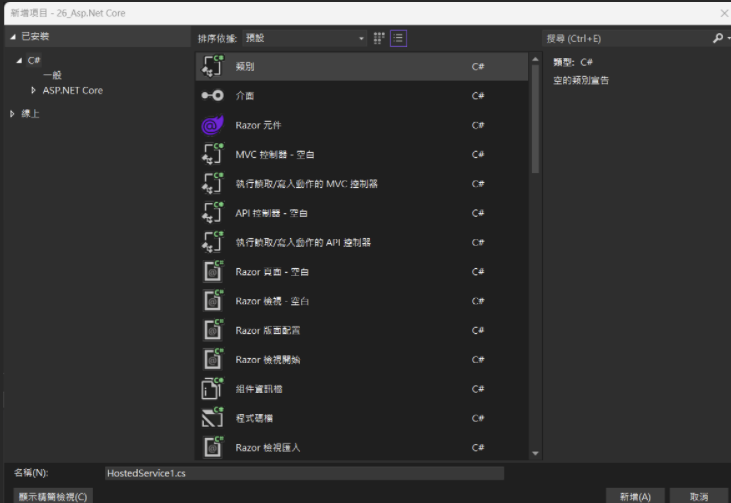 新增項目 - 26_Asp.Net Core
已安裝
C#
一般
ASP.NET Core
線上
排序依據: 預設
類別 C#
介面 C#
Razor 元件 C#
MVC 控制器 - 空白 C#
執行讀取/寫入動作的 MVC 控制器 C#
API 控制器 - 空白 C#
執行讀取/寫入動作的 API 控制器 C#
Razor 頁面 - 空白 C#
Razor 檢視 - 空白 C#
Razor 版面配置 C#
Razor 檢視開始 C#
組件資訊檔 C#
程式碼檔 C#
Razor 檢視匯入 C#
搜尋 (Ctrl+E)
類型: C#
空的類別宣告
名稱(N): HostedService1.cs
顯示精簡檢視(C) 新增(A) 取消